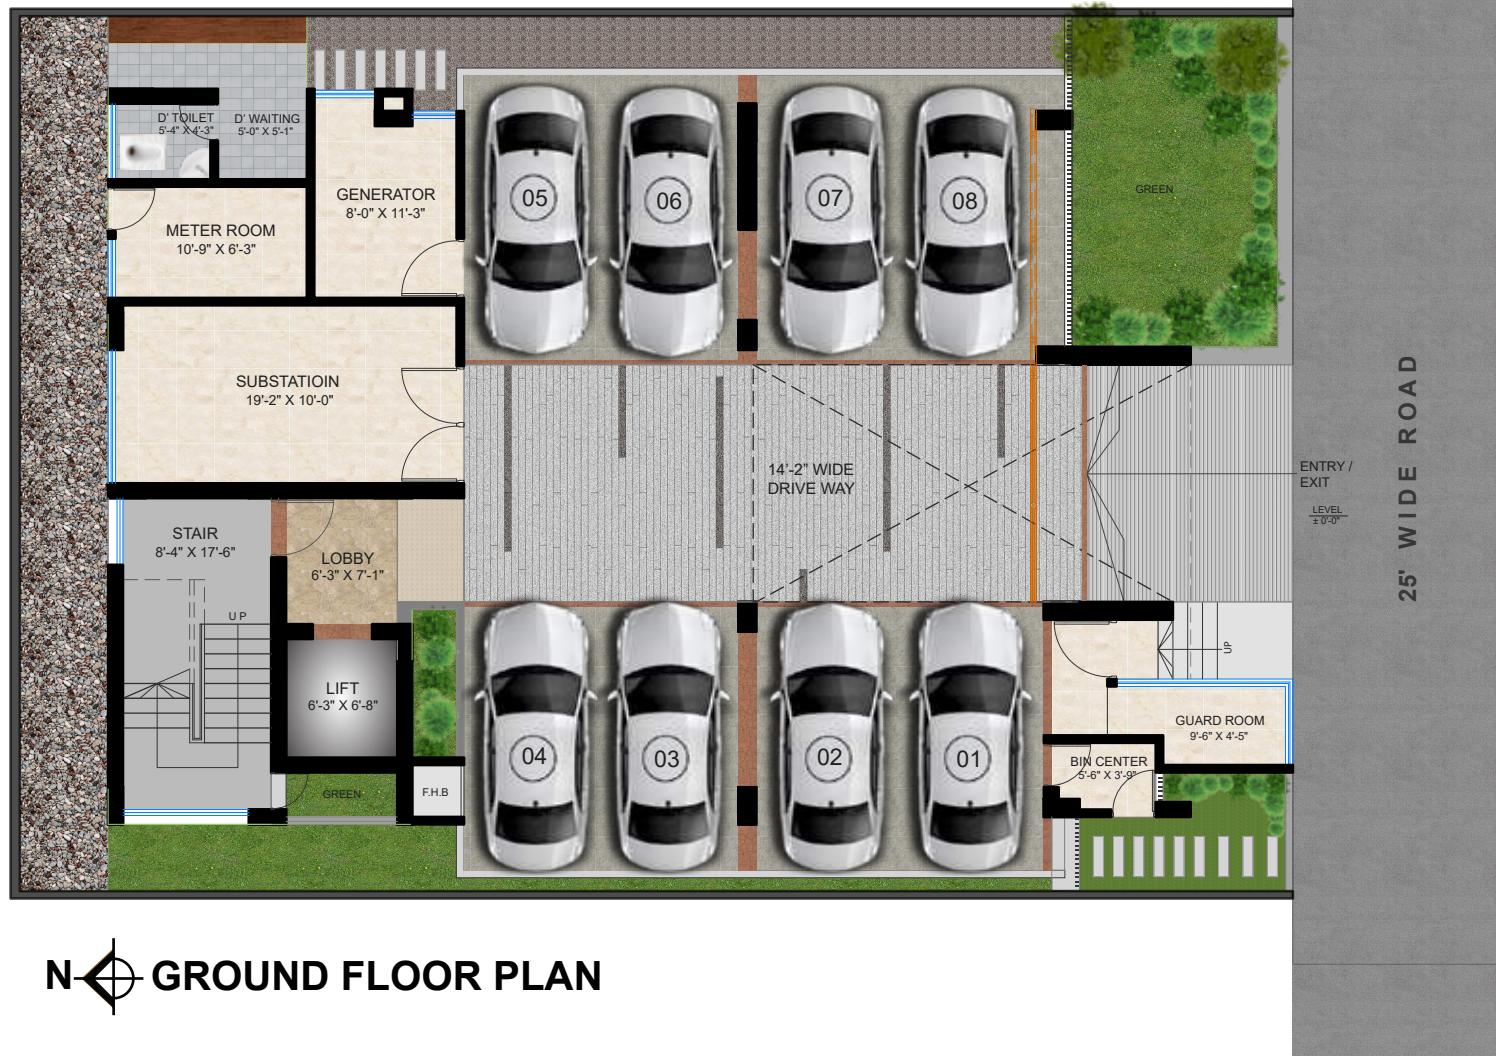 D' TOILET
5'-4" X 4'-3"
D' WAITING
5'-0" X 5'-1"
GENERATOR
8'-0" X 11'-3"
METER ROOM
10'-9" X 6'-3"
05
06
07
08
GREEN
SUBSTATIOIN
19'-2" X 10'-0"
14'-2" WIDE
DRIVE WAY
ENTRY /
EXIT
LEVEL
± 0'-0"
25' WIDE ROAD
STAIR
8'-4" X 17'-6"
LOBBY
6'-3" X 7'-1"
UP
LIFT
6'-3" X 6'-8"
UP
GUARD ROOM
9'-6" X 4'-5"
04
03
02
01
BIN CENTER
5'-6" X 3'-9"
GREEN
F.H.B
N
GROUND FLOOR PLAN